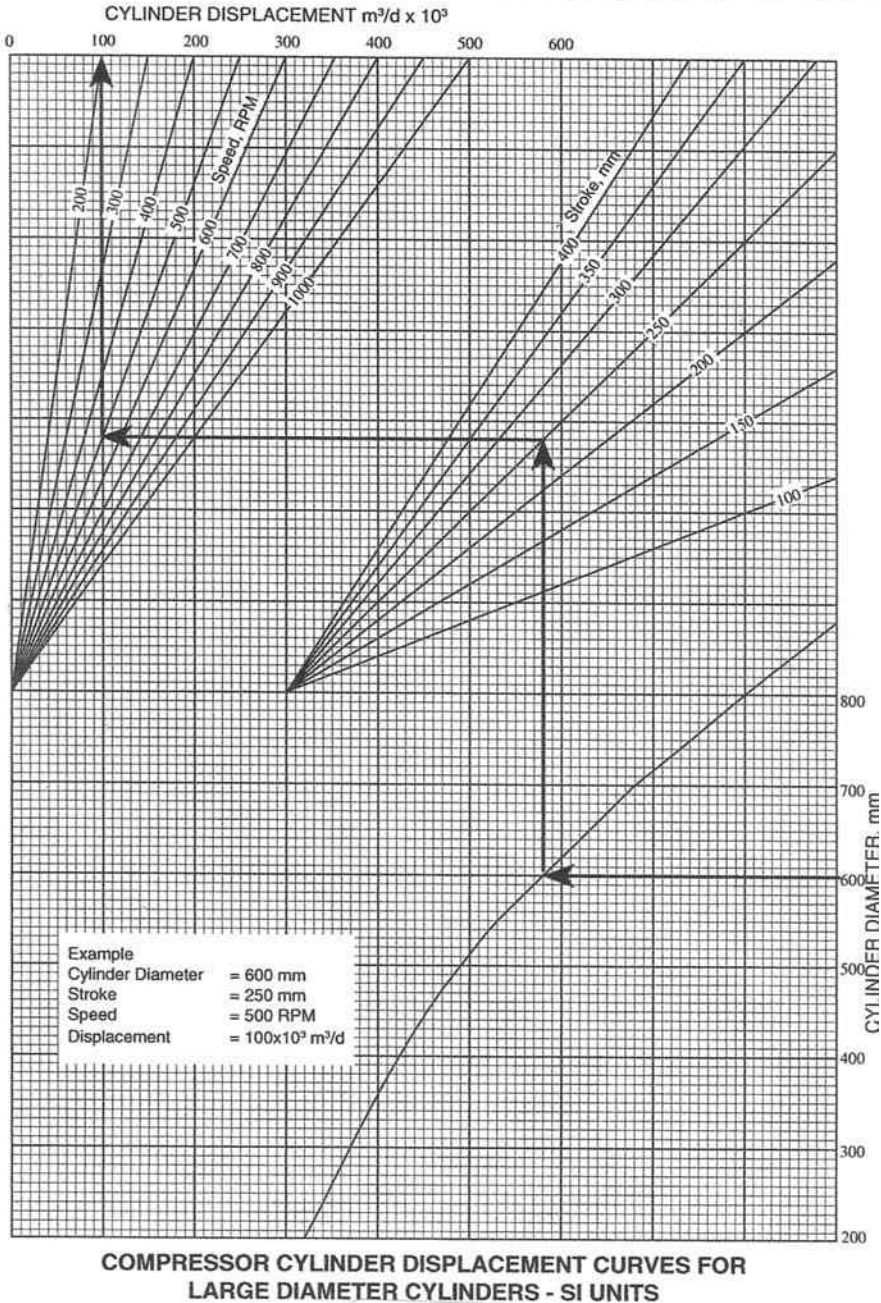 CYLINDER DISPLACEMENT m³/d x 10³
0 100 200 300 400 500 600
Speed, RPM
200
300
400
500
600
700
800
900
1000
Stroke, mm
400
350
300
250
200
150
100
800
700
600
500
400
300
200
CYLINDER DIAMETER, mm
Example
Cylinder Diameter = 600 mm
Stroke = 250 mm
Speed = 500 RPM
Displacement = 100x10³ m³/d
COMPRESSOR CYLINDER DISPLACEMENT CURVES FOR
LARGE DIAMETER CYLINDERS - SI UNITS